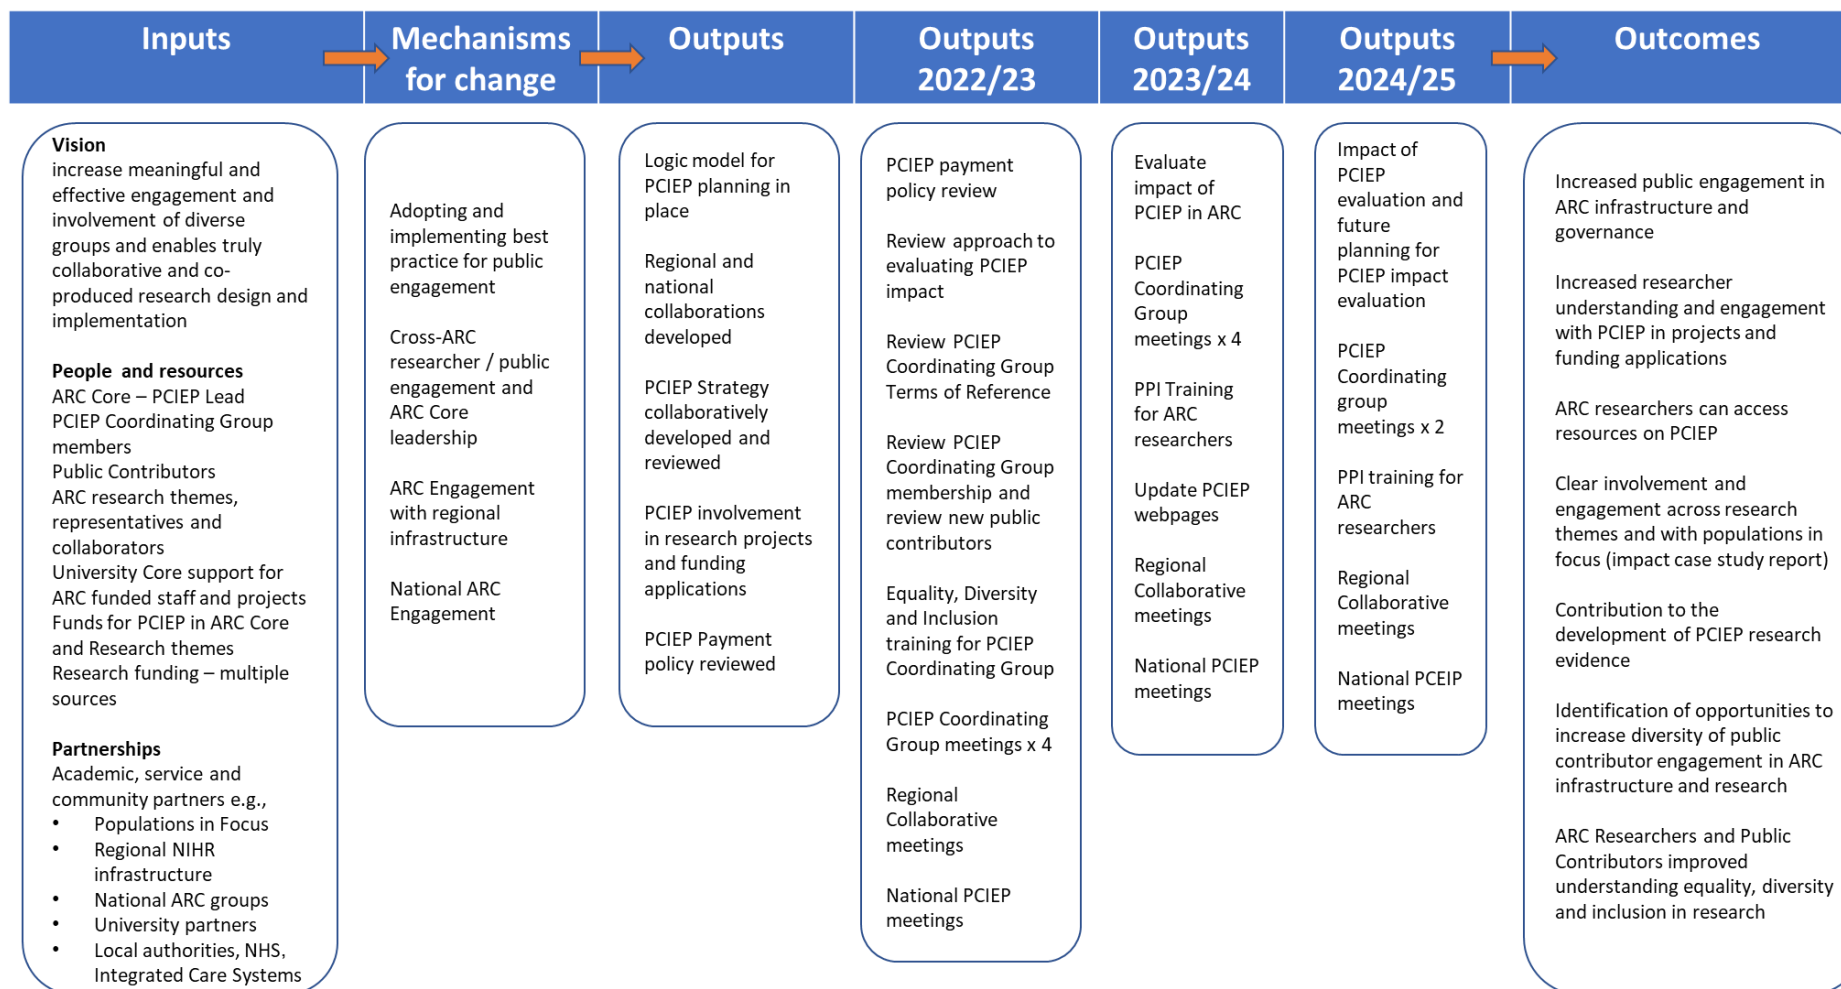 Inputs
Mechanisms
for change
Outputs
Outputs
2022/23
Outputs
2023/24
Outputs
2024/25
Outcomes
Vision
increase meaningful and
effective engagement and
involvement of diverse
groups and enables truly
collaborative and co-
produced research design and
implementation
People and resources
ARC Core – PCIEP Lead
PCIEP Coordinating Group
members
Public Contributors
ARC research themes,
representatives and
collaborators
University Core support for
ARC funded staff and projects
Funds for PCIEP in ARC Core
and Research themes
Research funding – multiple
sources
Partnerships
Academic, service and
community partners e.g.,
• Populations in Focus
• Regional NIHR
infrastructure
• National ARC groups
• University partners
• Local authorities, NHS,
Integrated Care Systems
Adopting and
implementing best
practice for public
engagement
Cross-ARC
researcher / public
engagement and
ARC Core
leadership
ARC Engagement
with regional
infrastructure
National ARC
Engagement
Logic model for
PCIEP planning in
place
Regional and
national
collaborations
developed
PCIEP Strategy
collaboratively
developed and
reviewed
PCIEP involvement
in research projects
and funding
applications
PCIEP Payment
policy reviewed
PCIEP payment
policy review
Review approach to
evaluating PCIEP
impact
Review PCIEP
Coordinating Group
Terms of Reference
Review PCIEP
Coordinating Group
membership and
review new public
contributors
Equality, Diversity
and Inclusion
training for PCIEP
Coordinating Group
PCIEP Coordinating
Group meetings x 4
Regional
Collaborative
meetings
National PCIEP
meetings
Evaluate
impact of
PCIEP in ARC
PCIEP
Coordinating
Group
meetings x 4
PPI Training
for ARC
researchers
Update PCIEP
webpages
Regional
Collaborative
meetings
National PCIEP
meetings
Impact of
PCIEP
evaluation and
future
planning for
PCIEP impact
evaluation
PCIEP
Coordinating
group
meetings x 2
PPI training for
ARC
researchers
Regional
Collaborative
meetings
National PCEIP
meetings
Increased public engagement in
ARC infrastructure and
governance
Increased researcher
understanding and engagement
with PCIEP in projects and
funding applications
ARC researchers can access
resources on PCIEP
Clear involvement and
engagement across research
themes and with populations in
focus (impact case study report)
Contribution to the
development of PCIEP research
evidence
Identification of opportunities to
increase diversity of public
contributor engagement in ARC
infrastructure and research
ARC Researchers and Public
Contributors improved
understanding equality, diversity
and inclusion in research